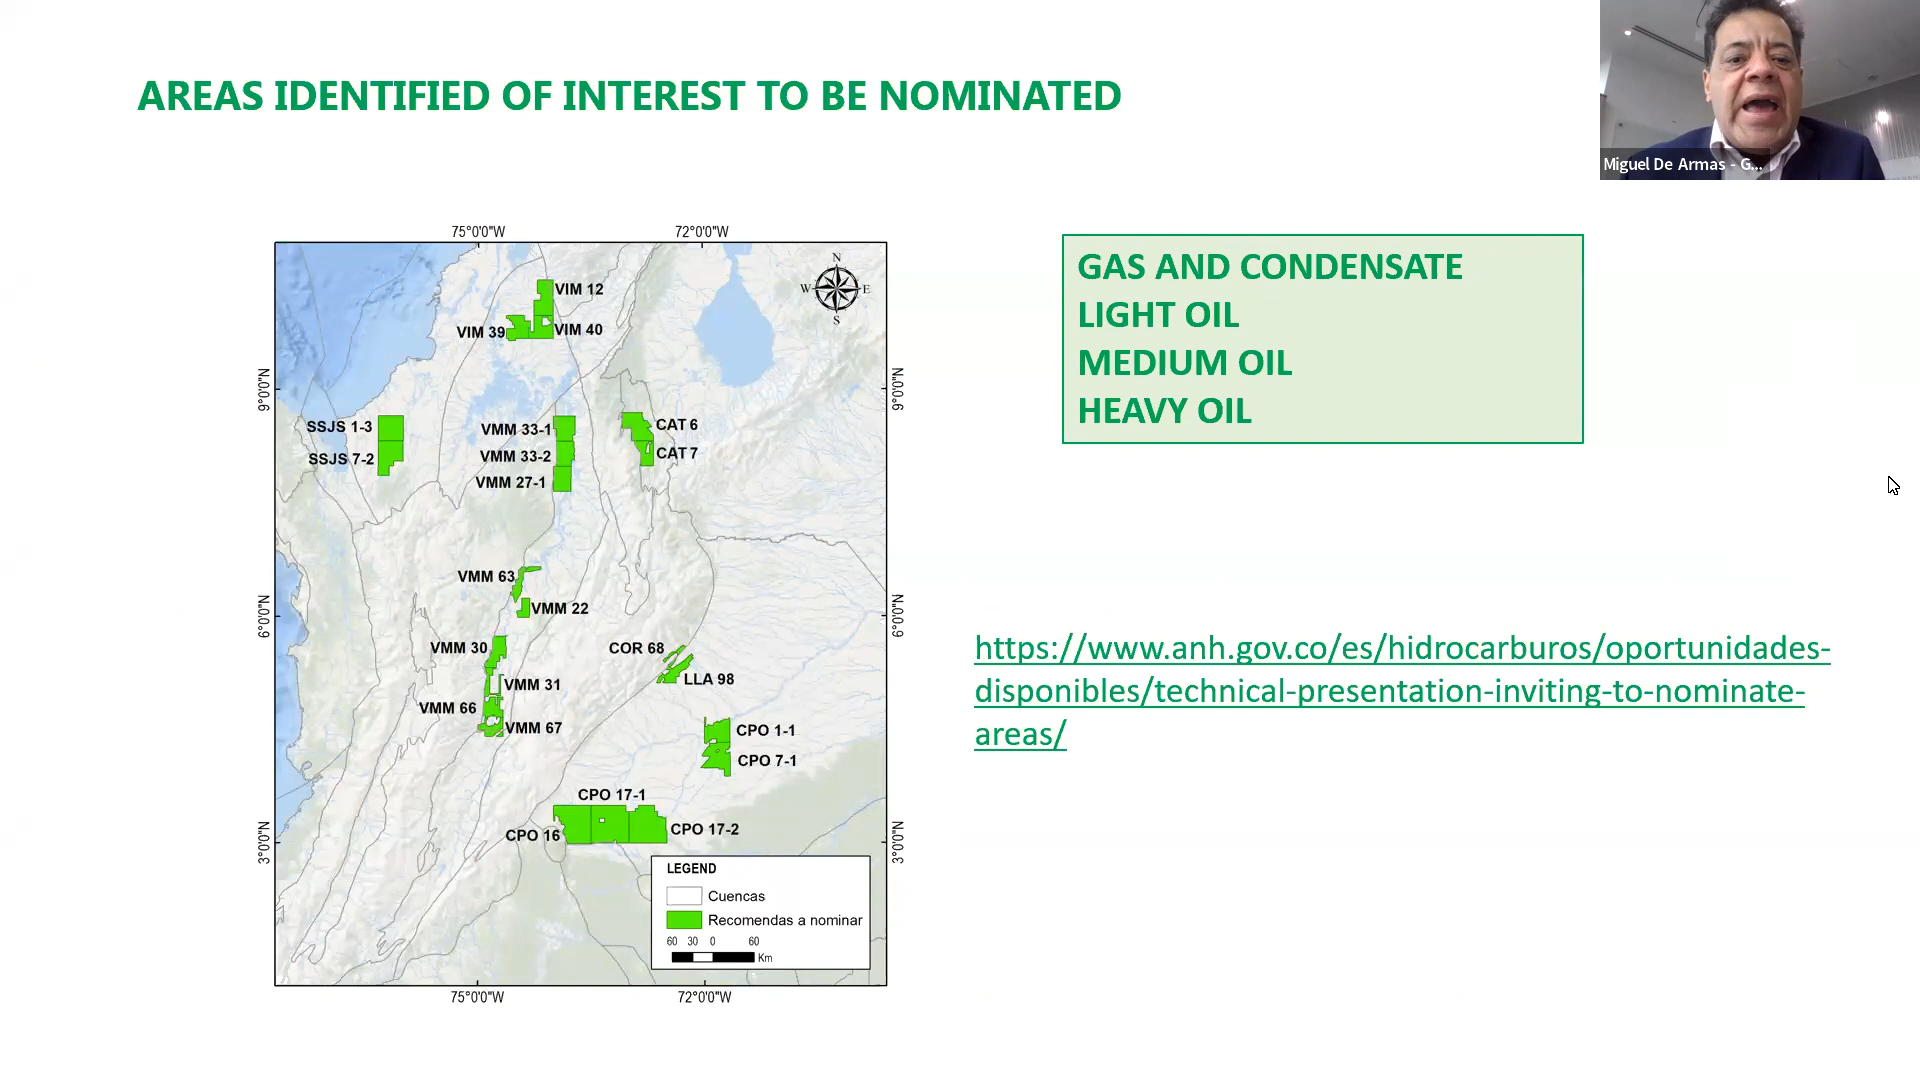 AREAS IDENTIFIED OF INTEREST TO BE NOMINATED
Miguel De Armas - G...
75°0'0"W
72°0'0"W
N
W
E
S
VIM 12
VIM 39
VIM 40
9°0'0"N
9°0'0"N
SSJS 1-3
SSJS 7-2
VMM 33-1
VMM 33-2
VMM 27-1
CAT 6
CAT 7
VMM 63
VMM 22
6°0'0"N
6°0'0"N
VMM 30
VMM 31
VMM 66
VMM 67
COR 68
LLA 98
CPO 1-1
CPO 7-1
CPO 17-1
CPO 16
CPO 17-2
3°0'0"N
3°0'0"N
LEGEND
Cuencas
Recomendas a nominar
60 30 0 60
Km
75°0'0"W
72°0'0"W
GAS AND CONDENSATE
LIGHT OIL
MEDIUM OIL
HEAVY OIL
https://www.anh.gov.co/es/hidrocarburos/oportunidades-
disponibles/technical-presentation-inviting-to-nominate-
areas/